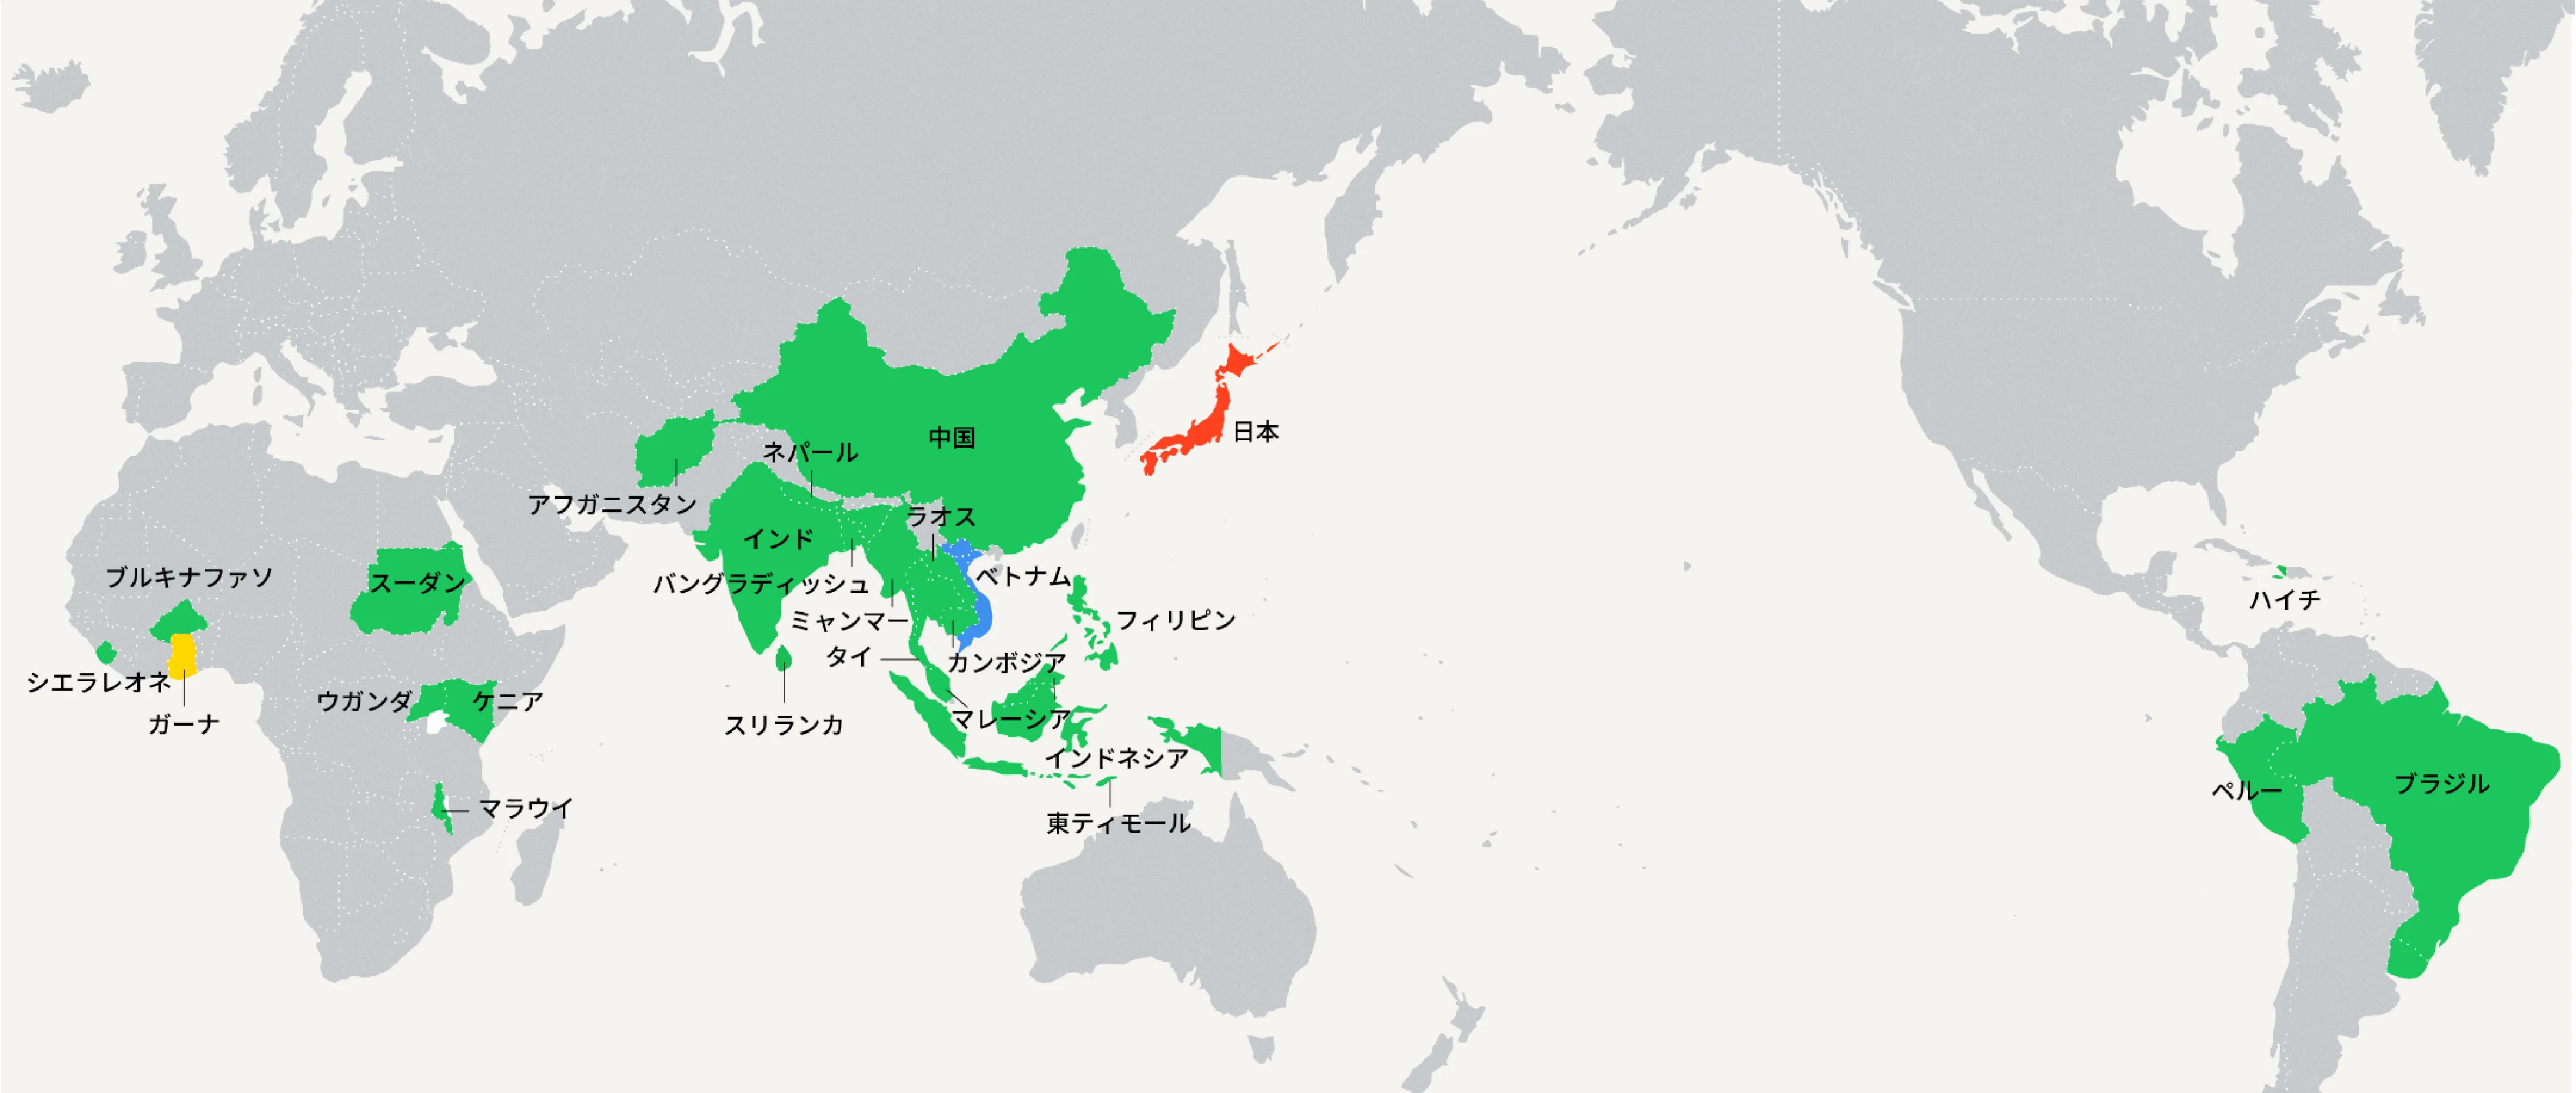 日本
中国
ネパール
アフガニスタン
ラオス
インド
ベトナム
バングラディッシュ
ブルキナファソ
スーダン
ハイチ
ミャンマー
フィリピン
タイ
カンボジア
シエラレオネ
ウガンダ
ケニア
ガーナ
スリランカ
マレーシア
インドネシア
ペルー
ブラジル
マラウイ
東ティモール